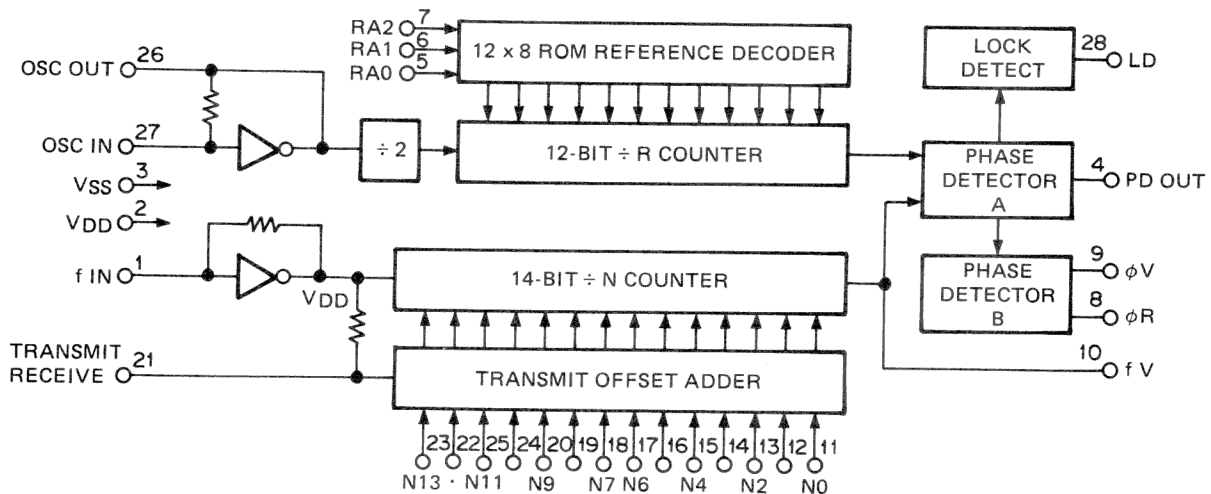 RA2 7
RA1 6
RA0 5
12 x 8 ROM REFERENCE DECODER
LOCK
DETECT
28
LD
OSC OUT 26
OSC IN 27
÷ 2
12-BIT ÷ R COUNTER
PHASE
DETECTOR
A
4
PD OUT
VSS 3
VDD 2
f IN 1
VDD
14-BIT ÷ N COUNTER
PHASE
DETECTOR
B
9
φV
8
φR
10
fV
TRANSMIT
RECEIVE
21
TRANSMIT OFFSET ADDER
23 22 25 24 20 19 18 17 16 15 14 13 12 11
N13 · N11 N9 N7 N6 N4 N2 N0